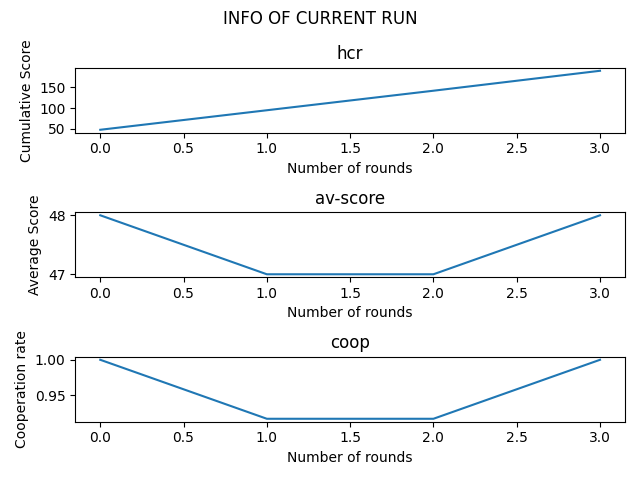 INFO OF CURRENT RUN
hcr
Cumulative Score
150
100
50
0.0 0.5 1.0 1.5 2.0 2.5 3.0
Number of rounds
av-score
Average Score
48
47
0.0 0.5 1.0 1.5 2.0 2.5 3.0
Number of rounds
coop
Cooperation rate
1.00
0.95
0.0 0.5 1.0 1.5 2.0 2.5 3.0
Number of rounds